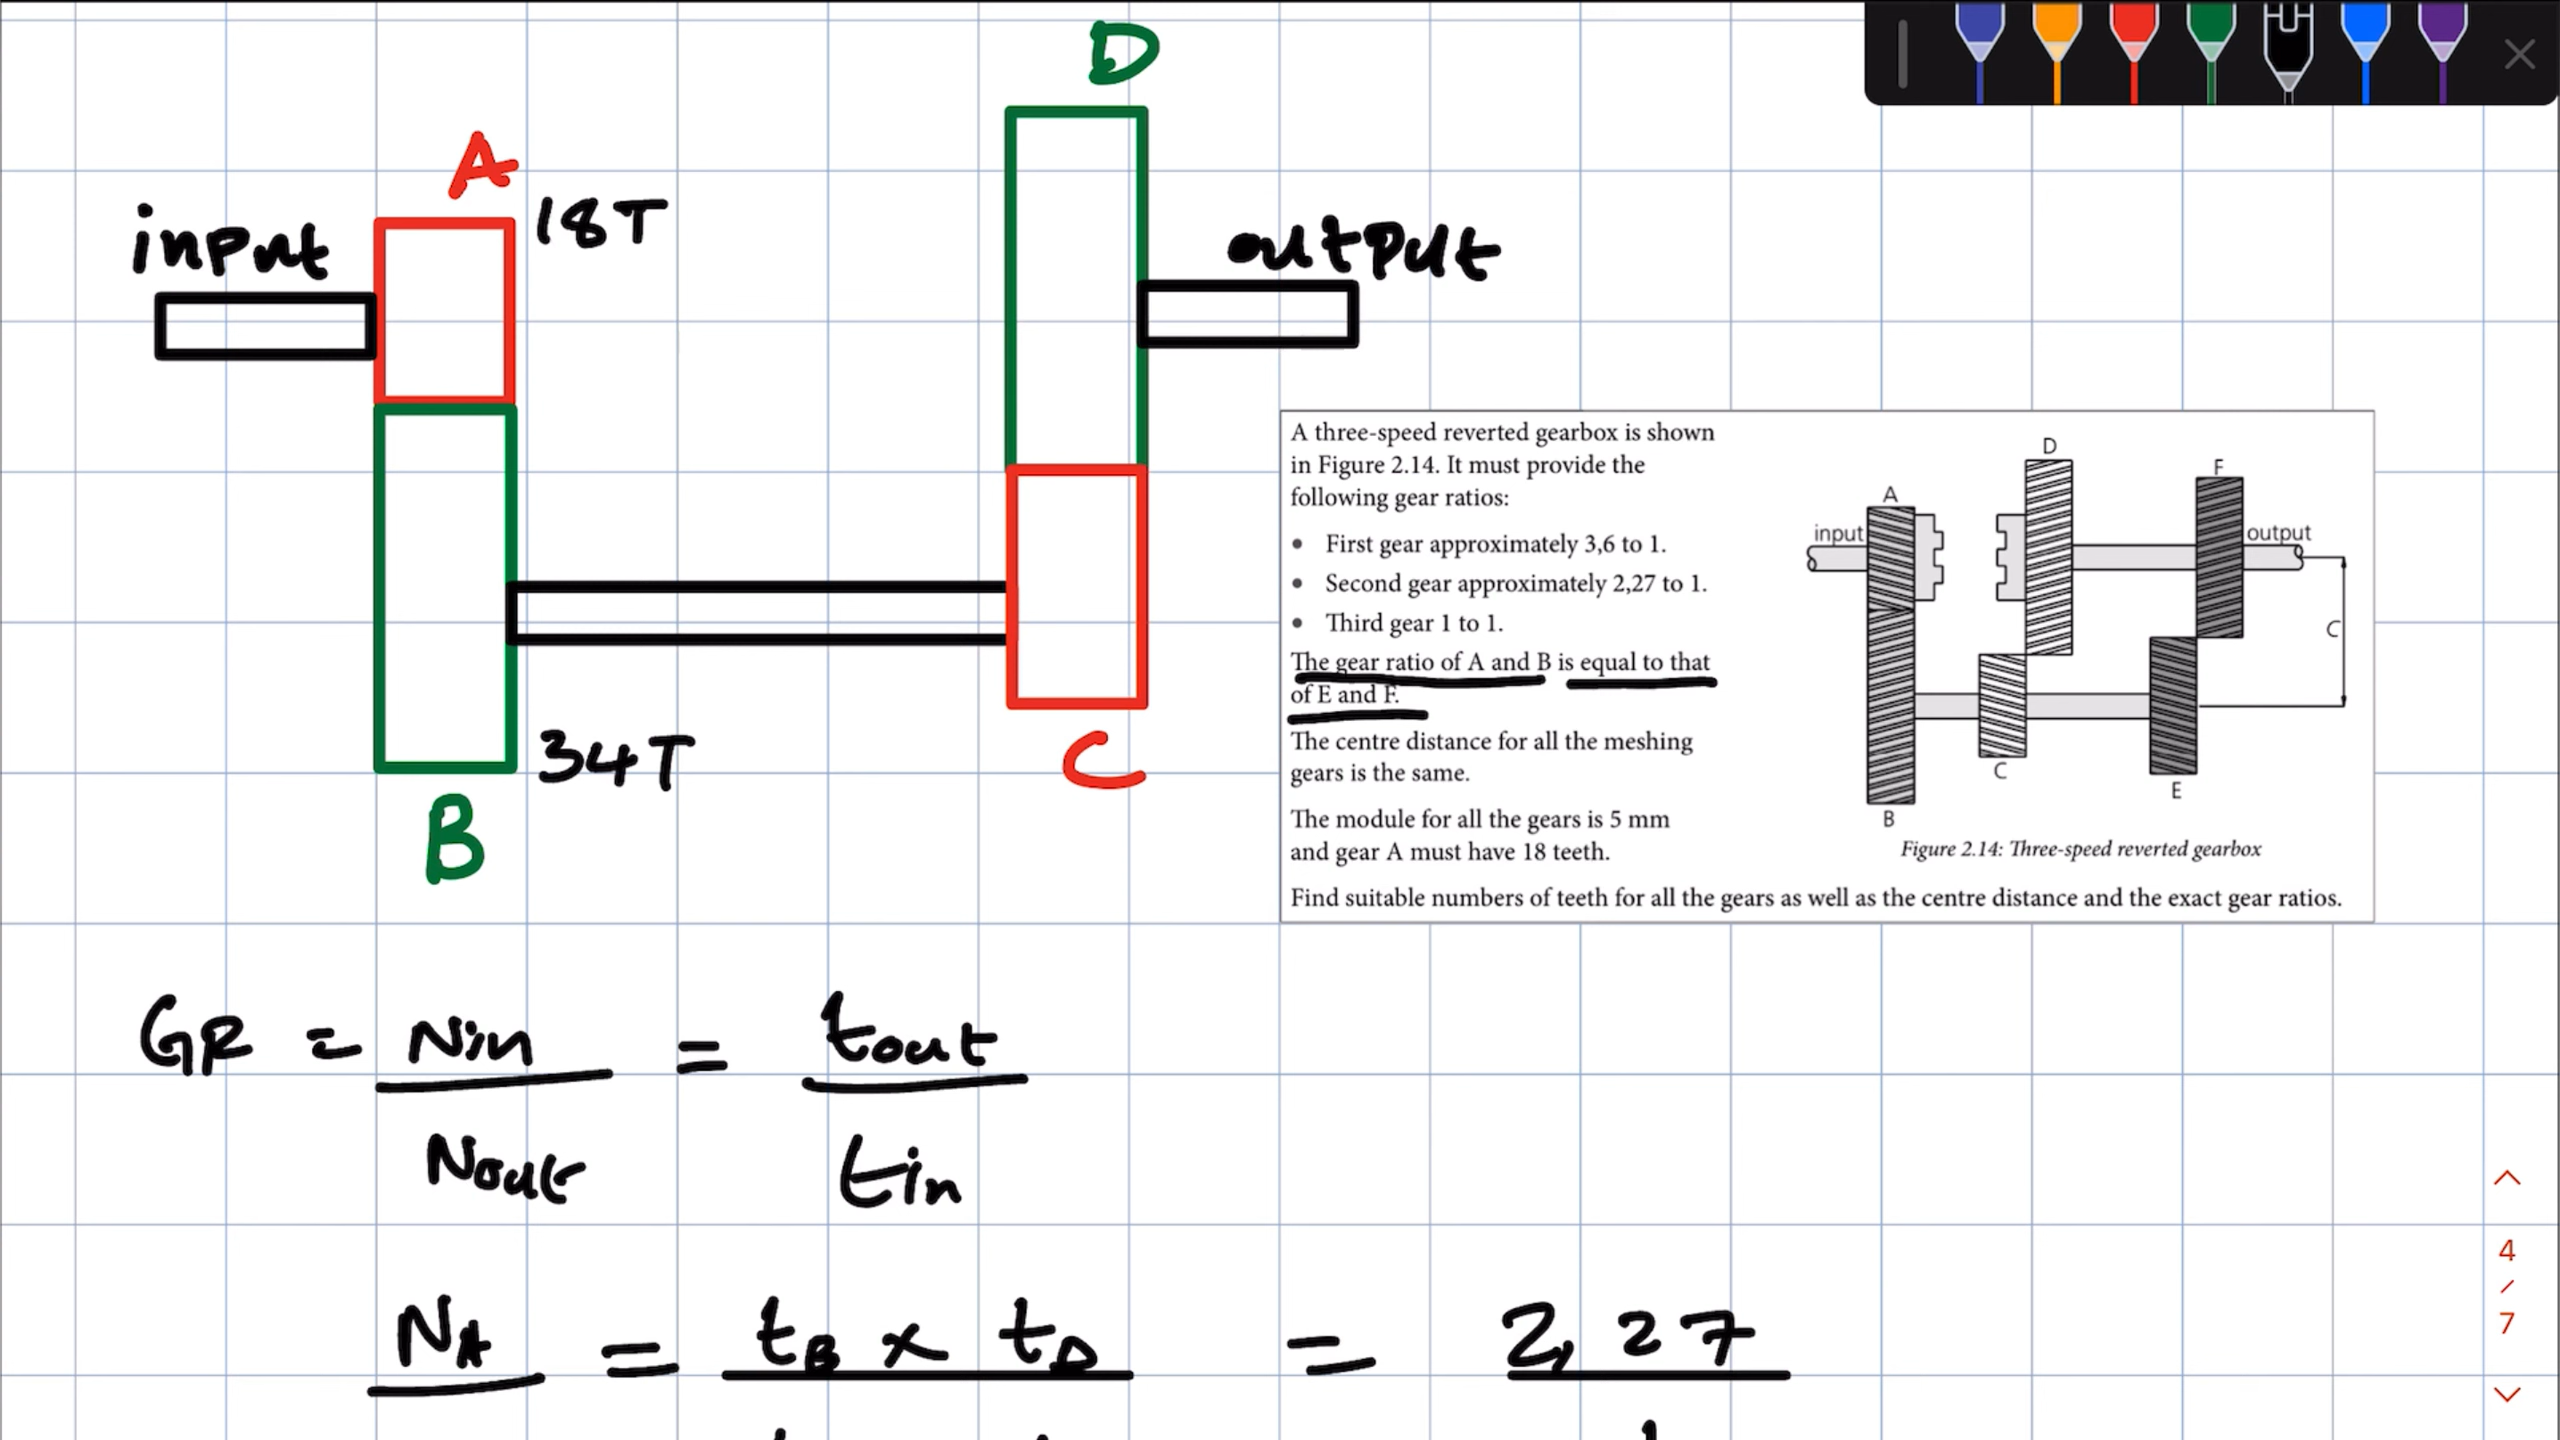 D
A
18T
input
output
34T
B
C
A three-speed reverted gearbox is shown
in Figure 2.14. It must provide the
following gear ratios:
• First gear approximately 3,6 to 1.
• Second gear approximately 2,27 to 1.
• Third gear 1 to 1.
The gear ratio of A and B is equal to that
of E and F.
The centre distance for all the meshing
gears is the same.
The module for all the gears is 5 mm
and gear A must have 18 teeth.
D
F
A
input
output
C
C
E
B
Figure 2.14: Three-speed reverted gearbox
Find suitable numbers of teeth for all the gears as well as the centre distance and the exact gear ratios.
GR = Nin / Nout = tout / tin
NA = tB x tD = 2,27
4
/
7